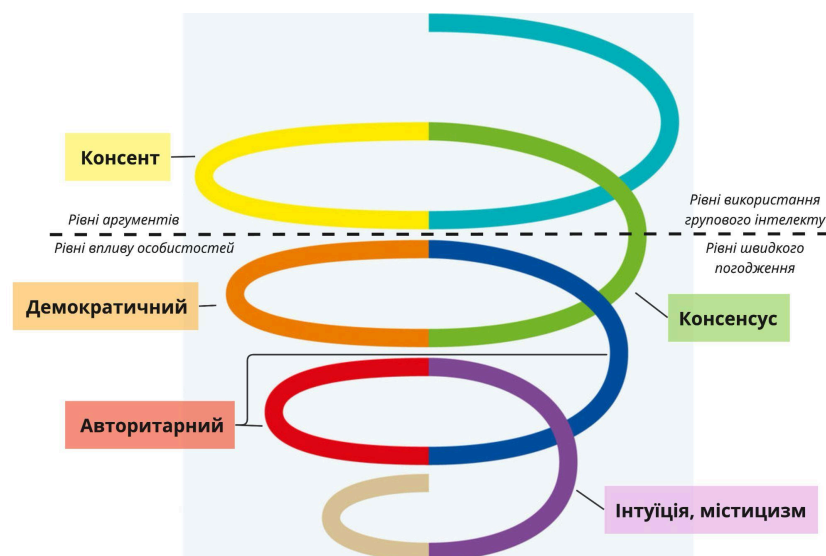 Консент
Рівні аргументів
Рівні використання
групового інтелекту
Рівні впливу особистостей
Рівні швидкого
погодження
Демократичний
Консенсус
Авторитарний
Інтуїція, містицизм